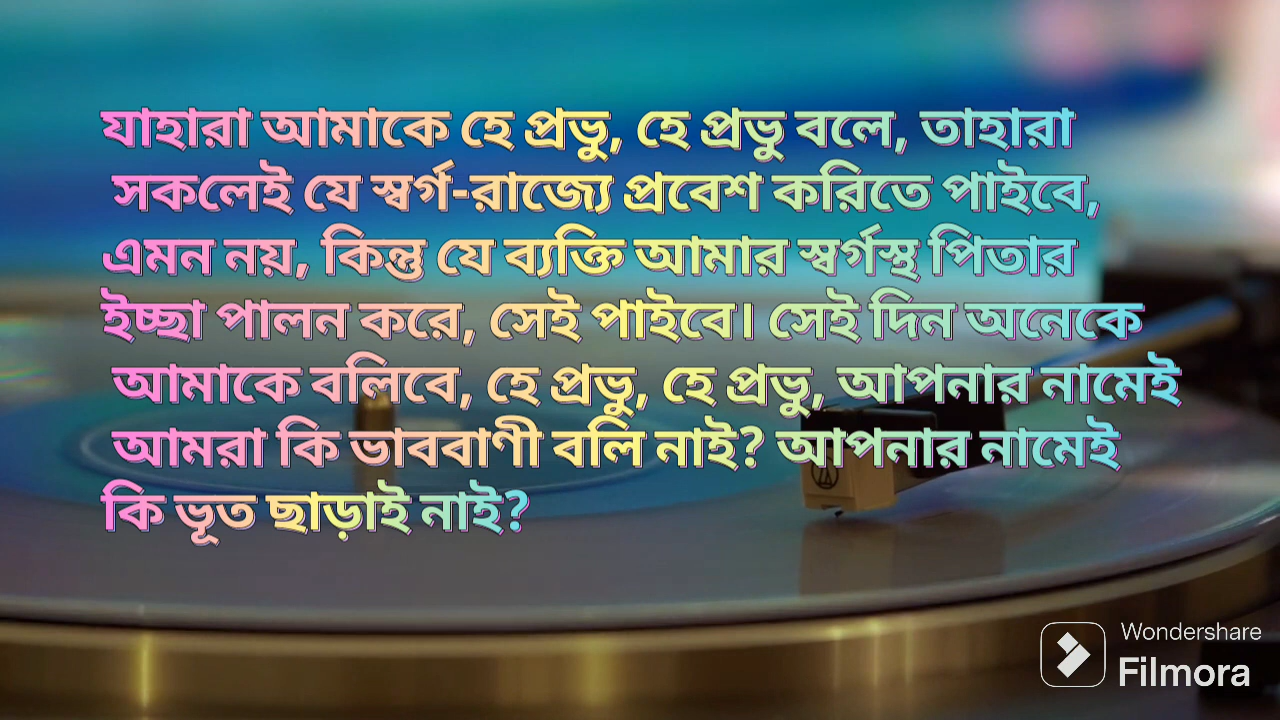 যাহারা আমাকে হে প্রভু, হে প্রভু বলে, তাহারা
সকলেই যে স্বর্গ-রাজ্যে প্রবেশ করিতে পাইবে,
এমন নয়, কিন্তু যে ব্যক্তি আমার স্বর্গস্থ পিতার
ইচ্ছা পালন করে, সেই পাইবে। সেই দিন অনেকে
আমাকে বলিবে, হে প্রভু, হে প্রভু, আপনার নামেই
আমরা কি ভাববাণী বলি নাই? আপনার নামেই
কি ভূত ছাড়াই নাই?
Wondershare
Filmora